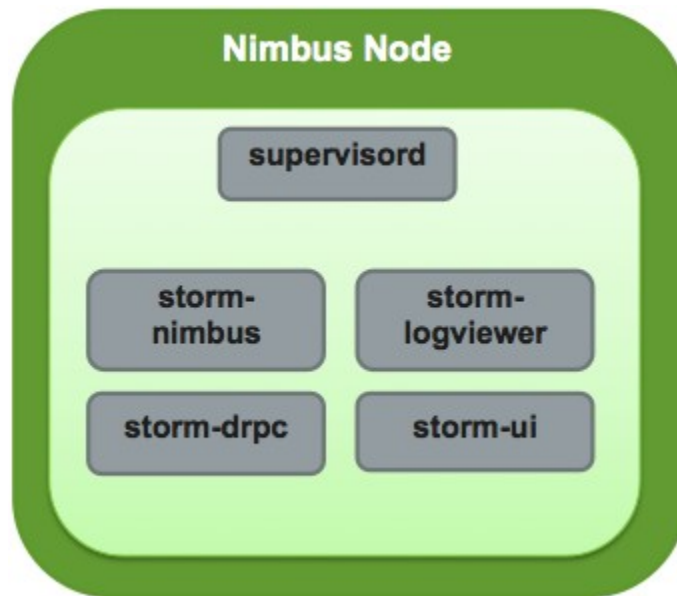 Nimbus Node
supervisord
storm-
nimbus
storm-
logviewer
storm-drpc
storm-ui